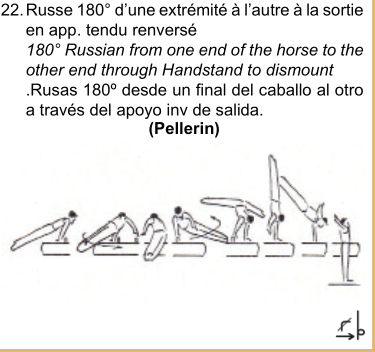 22. Russe 180° d'une extrémité à l'autre à la sortie
en app. tendu renversé
180° Russian from one end of the horse to the
other end through Handstand to dismount
.Rusas 180º desde un final del caballo al otro
a través del apoyo inv de salida.
(Pellerin)